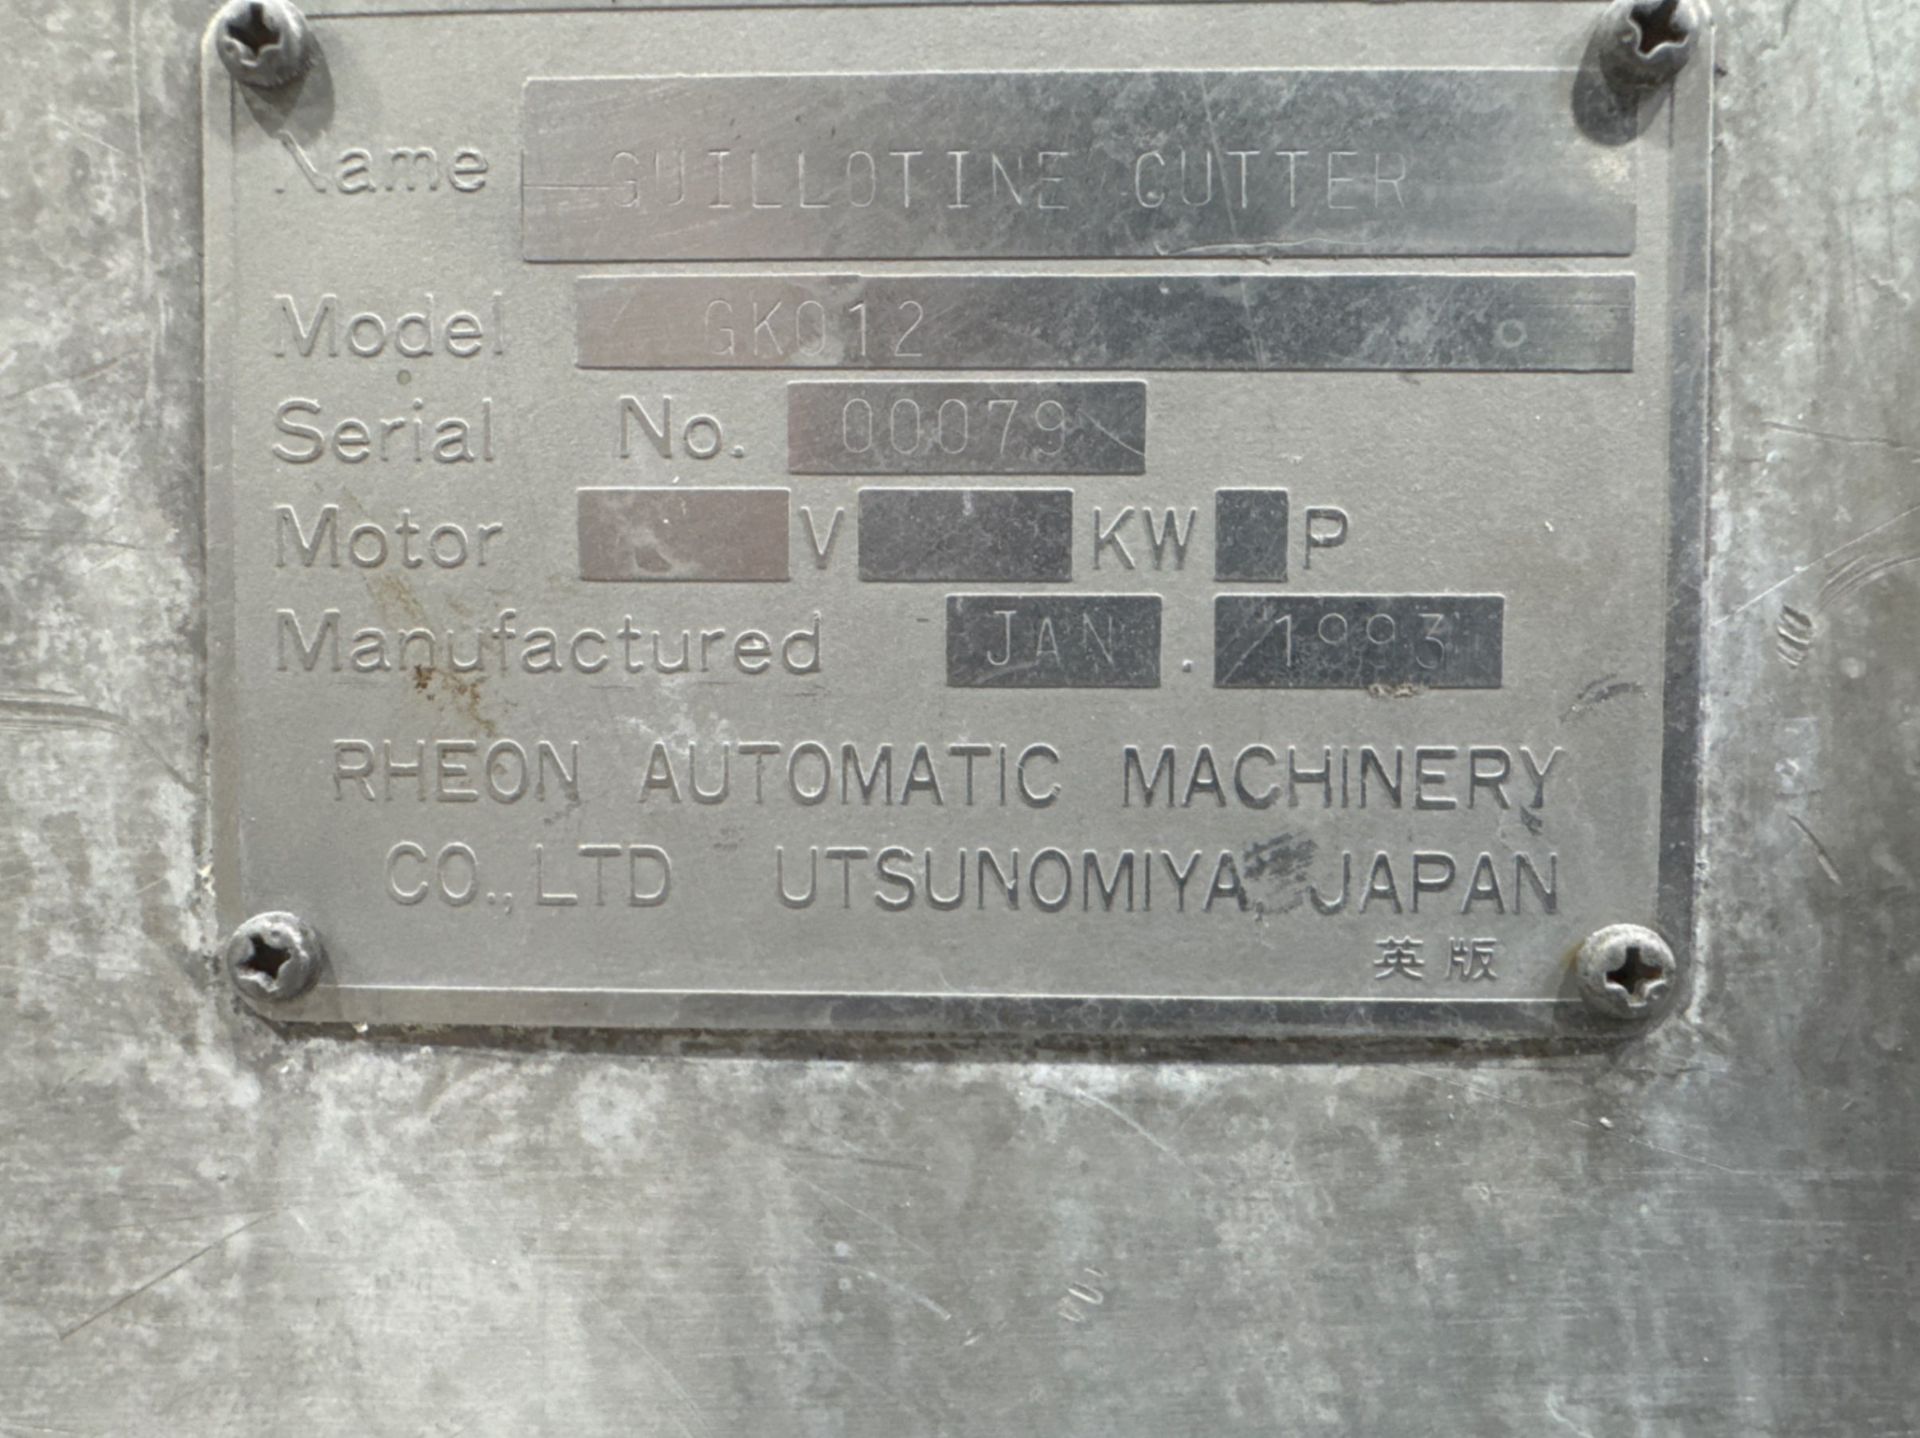 Name GUILLOTINE CUTTER
Model GK012
Serial No. 00079
Motor V KW P
Manufactured JAN . 1993
RHEON AUTOMATIC MACHINERY
CO., LTD UTSUNOMIYA, JAPAN
英版